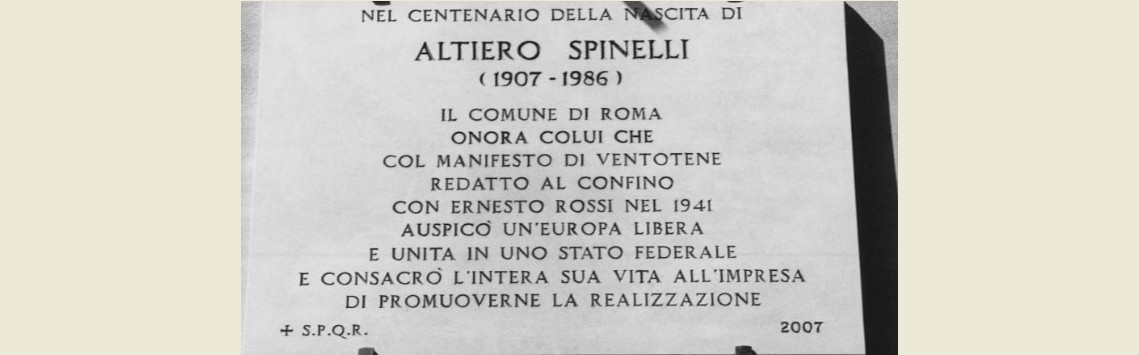 NEL CENTENARIO DELLA NASCITA DI
ALTIERO SPINELLI
(1907 - 1986)
IL COMUNE DI ROMA
ONORA COLUI CHE
COL MANIFESTO DI VENTOTENE
REDATTO AL CONFINO
CON ERNESTO ROSSI NEL 1941
AUSPICÒ UN'EUROPA LIBERA
E UNITA IN UNO STATO FEDERALE
E CONSACRÒ L'INTERA SUA VITA ALL'IMPRESA
DI PROMUOVERNE LA REALIZZAZIONE
+ S.P.Q.R. 2007